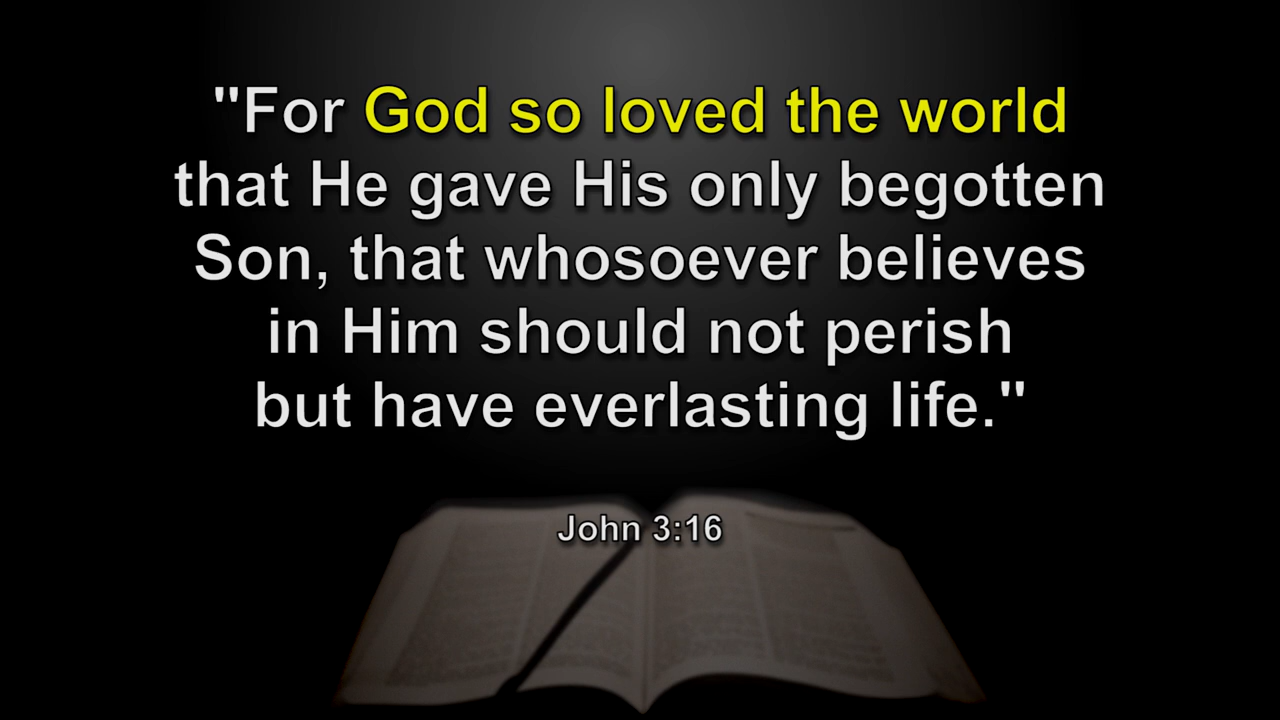 "For God so loved the world
that He gave His only begotten
Son, that whosoever believes
in Him should not perish
but have everlasting life."
John 3:16